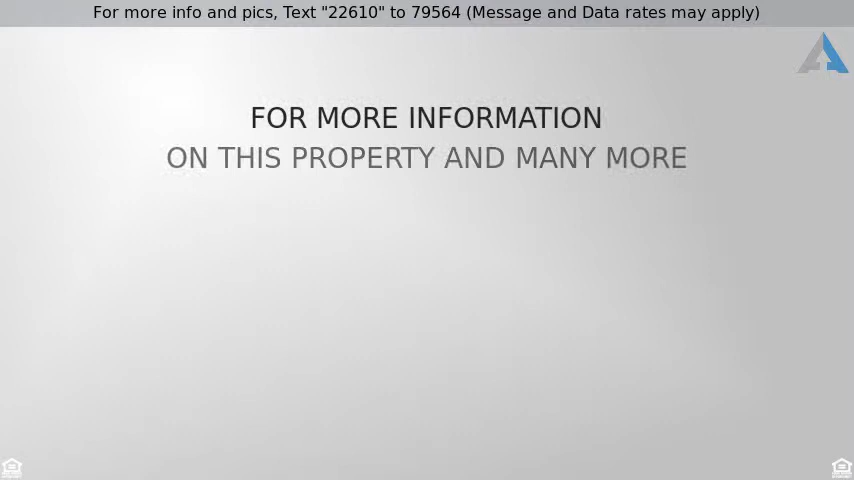 For more info and pics, Text "22610" to 79564 (Message and Data rates may apply)
FOR MORE INFORMATION
ON THIS PROPERTY AND MANY MORE